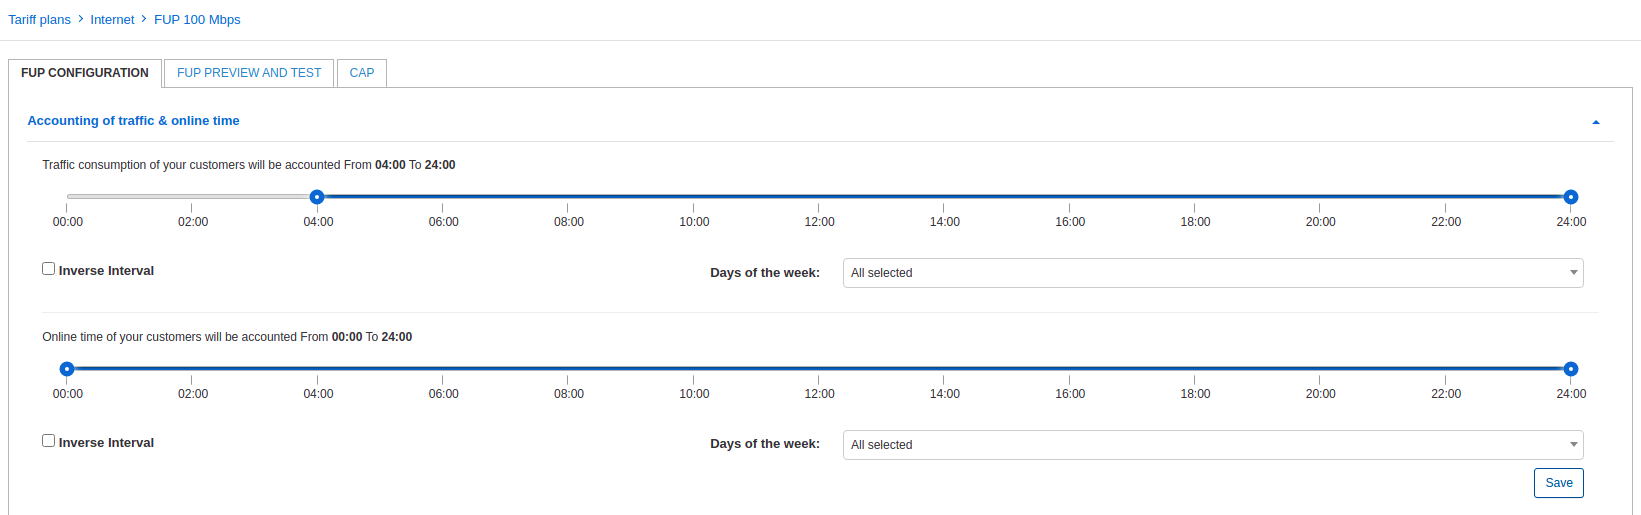 Tariff plans > Internet > FUP 100 Mbps
FUP CONFIGURATION
FUP PREVIEW AND TEST
CAP
Accounting of traffic & online time
Traffic consumption of your customers will be accounted From 04:00 To 24:00
00:00 02:00 04:00 06:00 08:00 10:00 12:00 14:00 16:00 18:00 20:00 22:00 24:00
Inverse Interval
Days of the week: All selected
Online time of your customers will be accounted From 00:00 To 24:00
00:00 02:00 04:00 06:00 08:00 10:00 12:00 14:00 16:00 18:00 20:00 22:00 24:00
Inverse Interval
Days of the week: All selected
Save